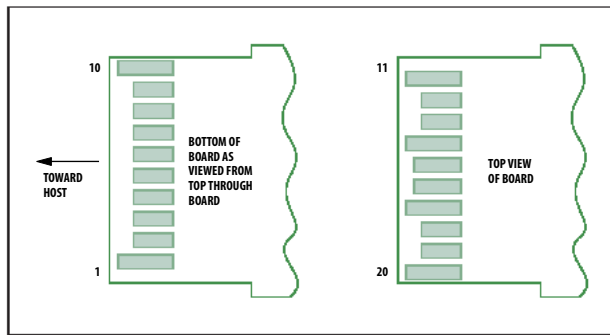 10
BOTTOM OF
BOARD AS
VIEWED FROM
TOP THROUGH
BOARD
TOWARD
HOST
1
11
TOP VIEW
OF BOARD
20